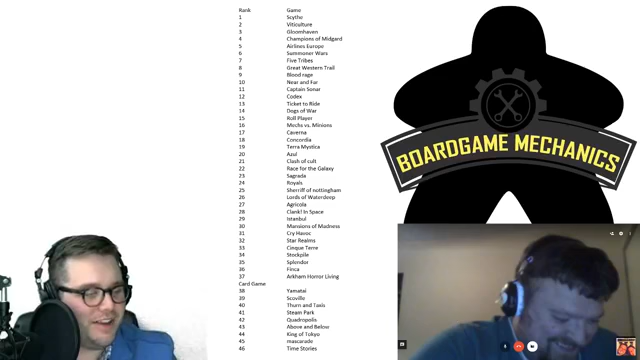 Rank Game
1 Scythe
2 Viticulture
3 Gloomhaven
4 Champions of Midgard
5 Airlines Europe
6 Summoner Wars
7 Five Tribes
8 Great Western Trail
9 Blood rage
10 Near and Far
11 Captain Sonar
12 Codex
13 Ticket to Ride
14 Dogs of War
15 Roll Player
16 Mechs vs. Minions
17 Caverna
18 Concordia
19 Terra Mystica
20 Azul
21 Clash of cult
22 Race for the Galaxy
23 Sagrada
24 Royals
25 Sherriff of nottingham
26 Lords of Waterdeep
27 Agricola
28 Clank! In Space
29 Istanbul
30 Mansions of Madness
31 Cry Havoc
32 Star Realms
33 Cinque Terre
34 Stockpile
35 Splendor
36 Finca
37 Arkham Horror Living
Card Game
38 Yamatai
39 Scoville
40 Thurn and Taxis
41 Steam Park
42 Quadropolis
43 Above and Below
44 King of Tokyo
45 mascarade
46 Time Stories
BOARDGAME MECHANICS